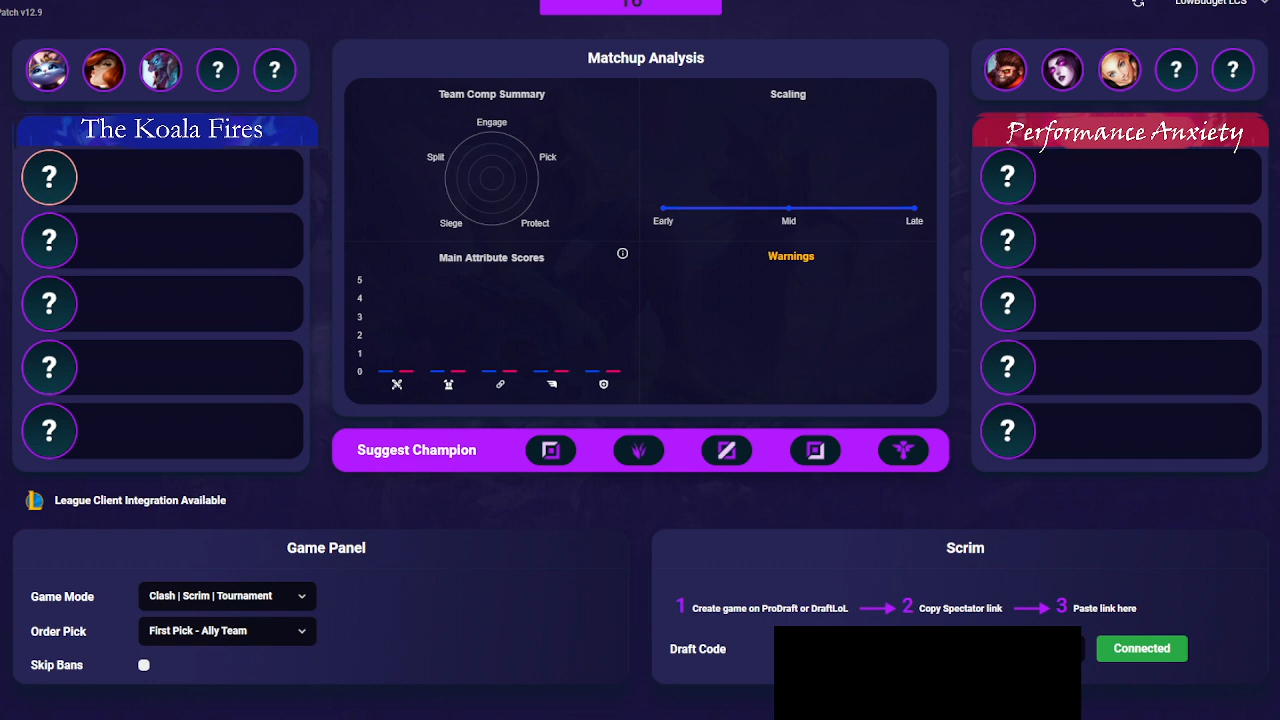 Patch v12.9
LowBudget LCS
Matchup Analysis
? ?
? ?
Team Comp Summary
Scaling
Engage
Split
Pick
Siege
Protect
Early
Mid
Late
The Koala Fires
Performance Anxiety
?
?
?
?
?
?
?
?
?
?
Main Attribute Scores
Warnings
5
4
3
2
1
0
Suggest Champion
League Client Integration Available
Game Panel
Game Mode
Clash | Scrim | Tournament
Order Pick
First Pick - Ally Team
Skip Bans
Scrim
1 Create game on ProDraft or DraftLoL 2 Copy Spectator link 3 Paste link here
Draft Code
Connected